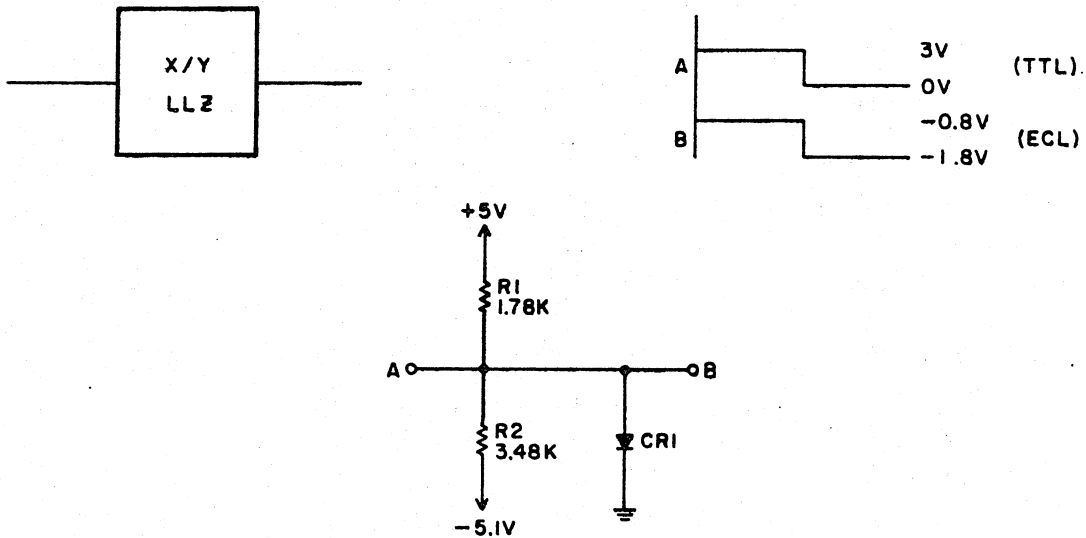 X/Y
LLZ
A
3V
0V
(TTL).
B
-0.8V
-1.8V
(ECL)
+5V
R1
1.78K
A
B
R2
3.48K
CR1
-5.1V